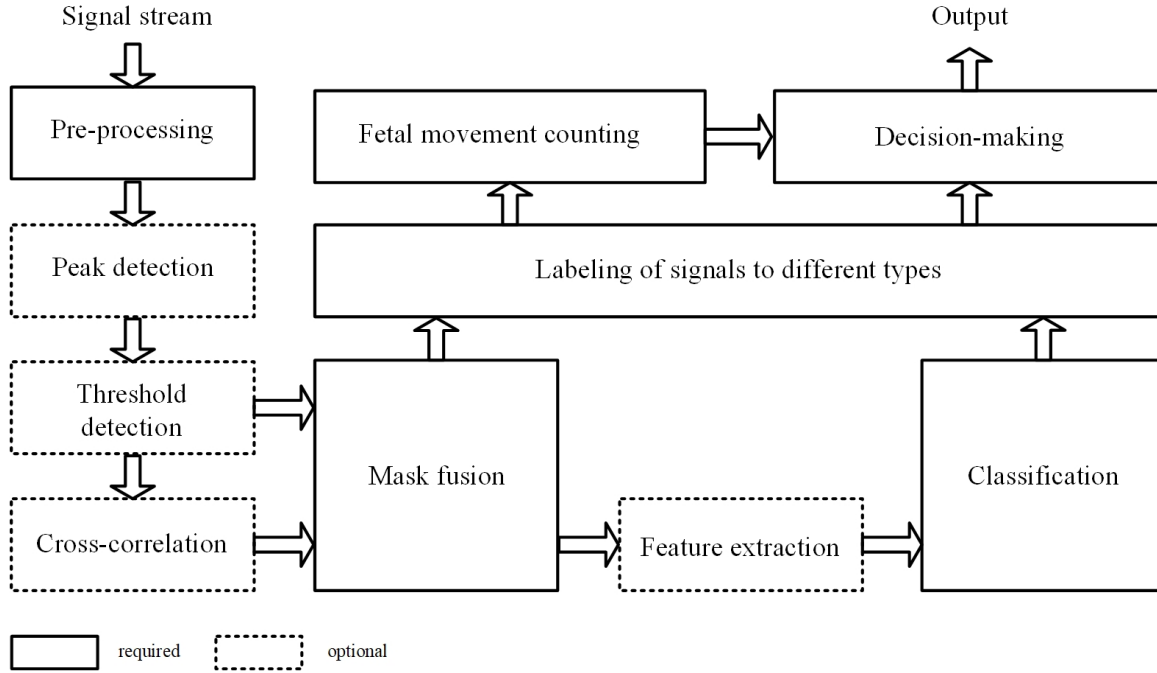 Signal stream
Output
Pre-processing
Fetal movement counting
Decision-making
Peak detection
Labeling of signals to different types
Threshold
detection
Mask fusion
Classification
Cross-correlation
Feature extraction
required
optional